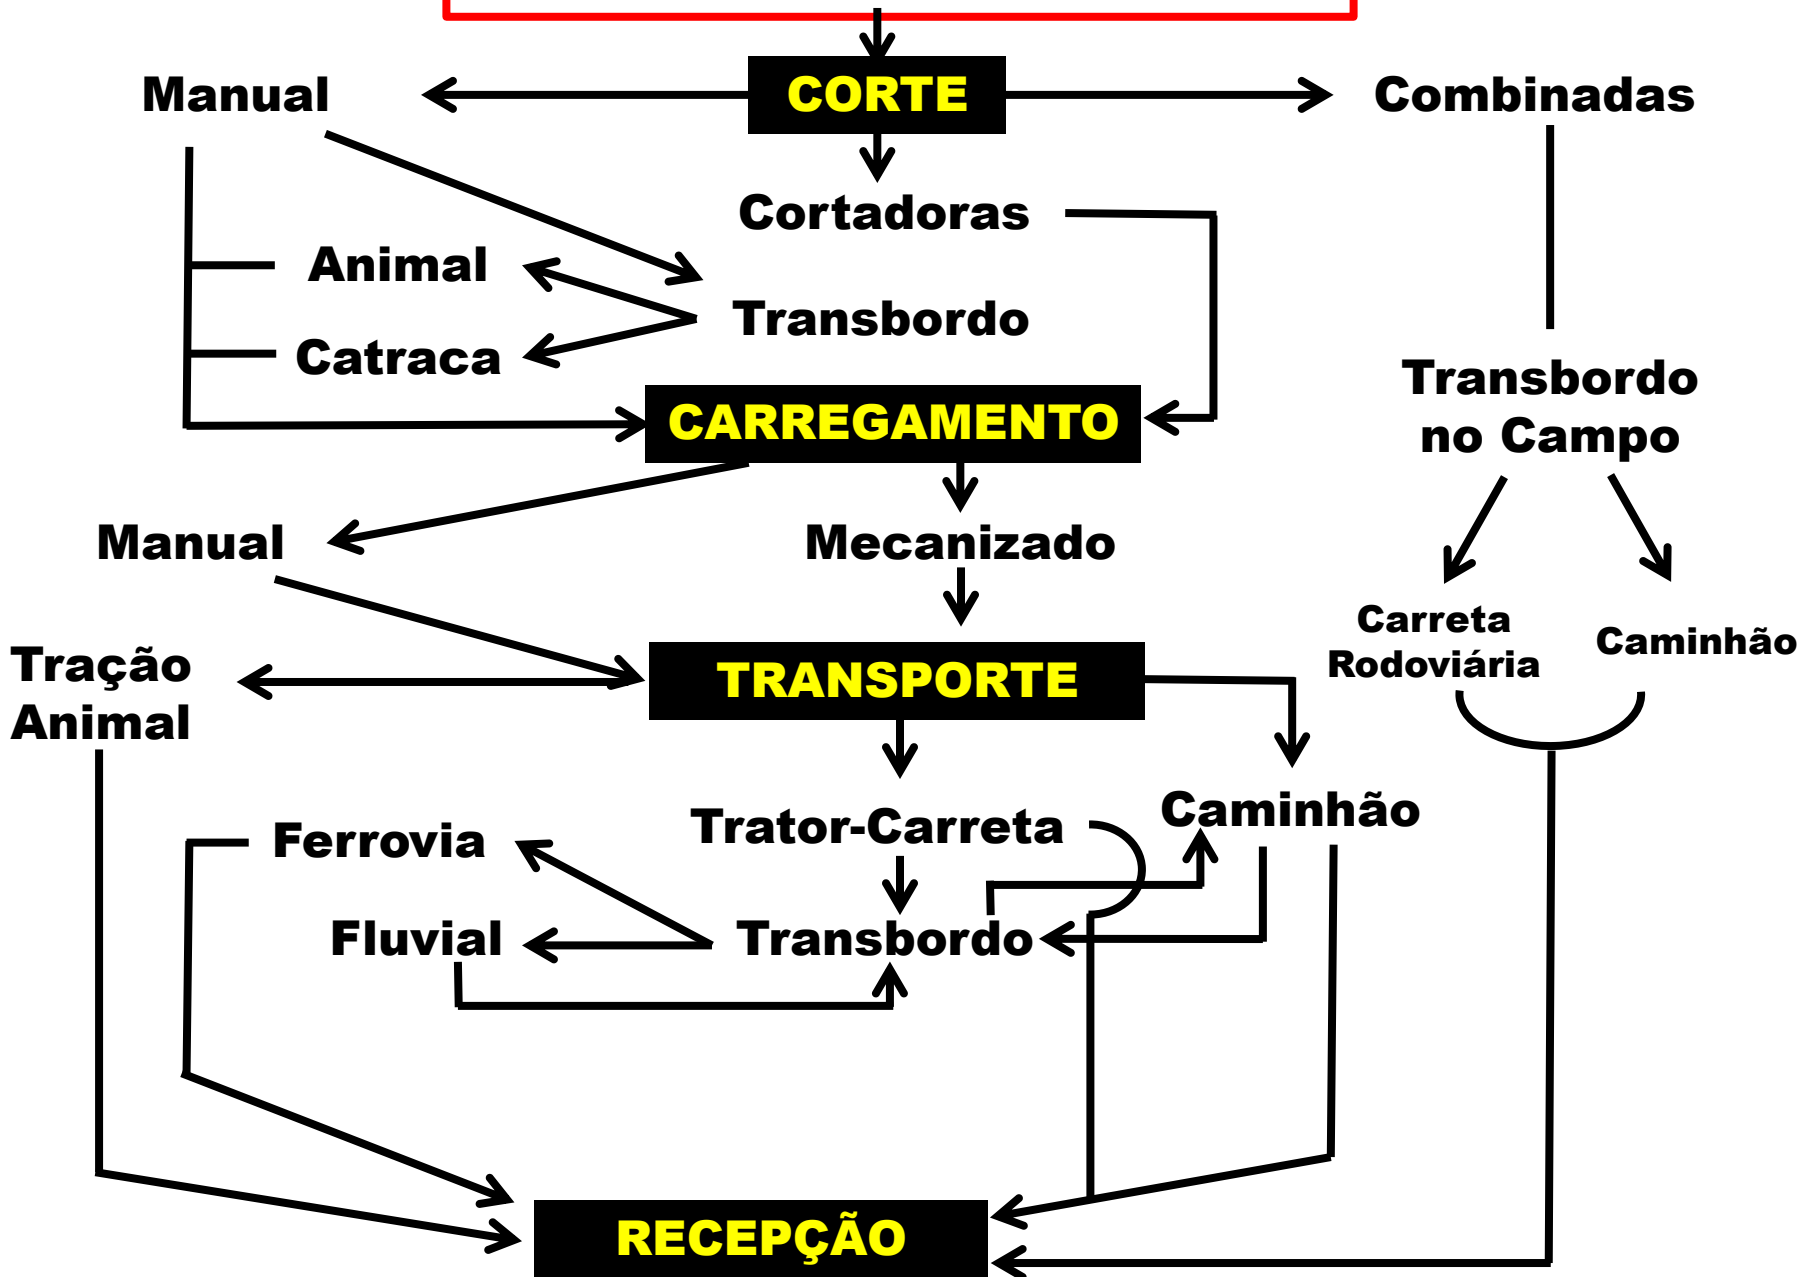 Manual
CORTE
Combinadas
Cortadoras
Animal
Transbordo
Catraca
Transbordo
no Campo
CARREGAMENTO
Manual
Mecanizado
Carreta
Rodoviária
Caminhão
Tração
Animal
TRANSPORTE
Ferrovia
Trator-Carreta
Caminhão
Fluvial
Transbordo
RECEPÇÃO